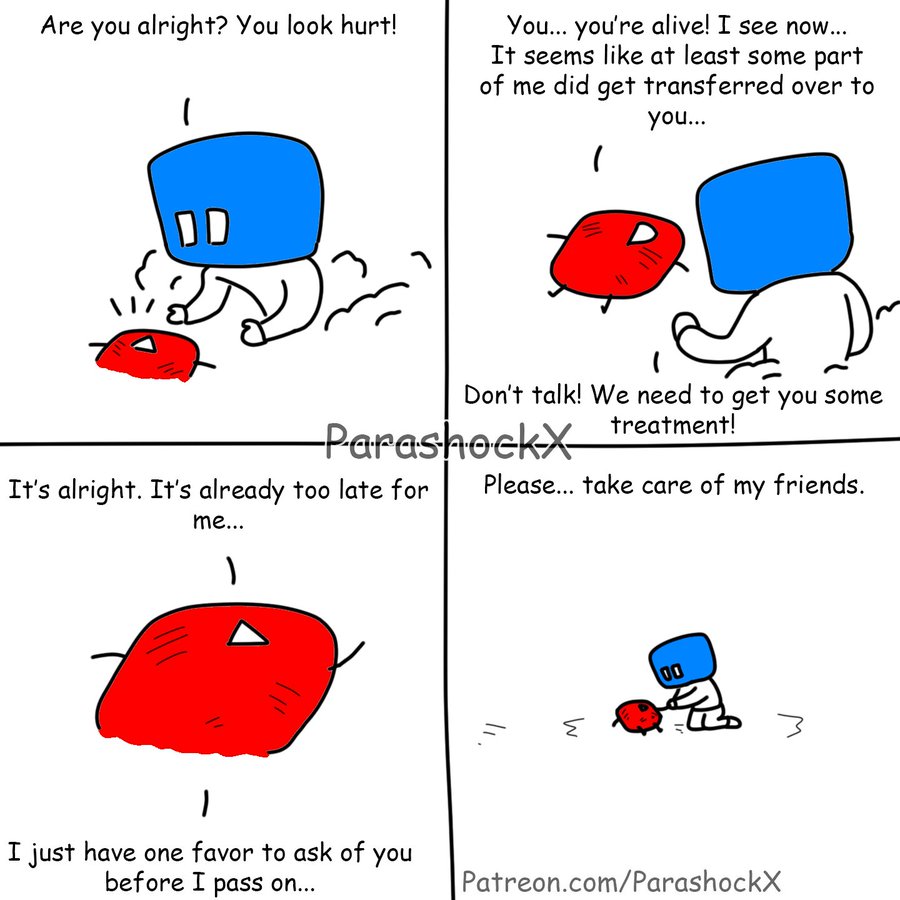 Are you alright? You look hurt!
You... you're alive! I see now...
It seems like at least some part
of me did get transferred over to
you...
Don't talk! We need to get you some
treatment!
ParashockX
It's alright. It's already too late for
me...
I just have one favor to ask of you
before I pass on...
Please... take care of my friends.
Patreon.com/ParashockX